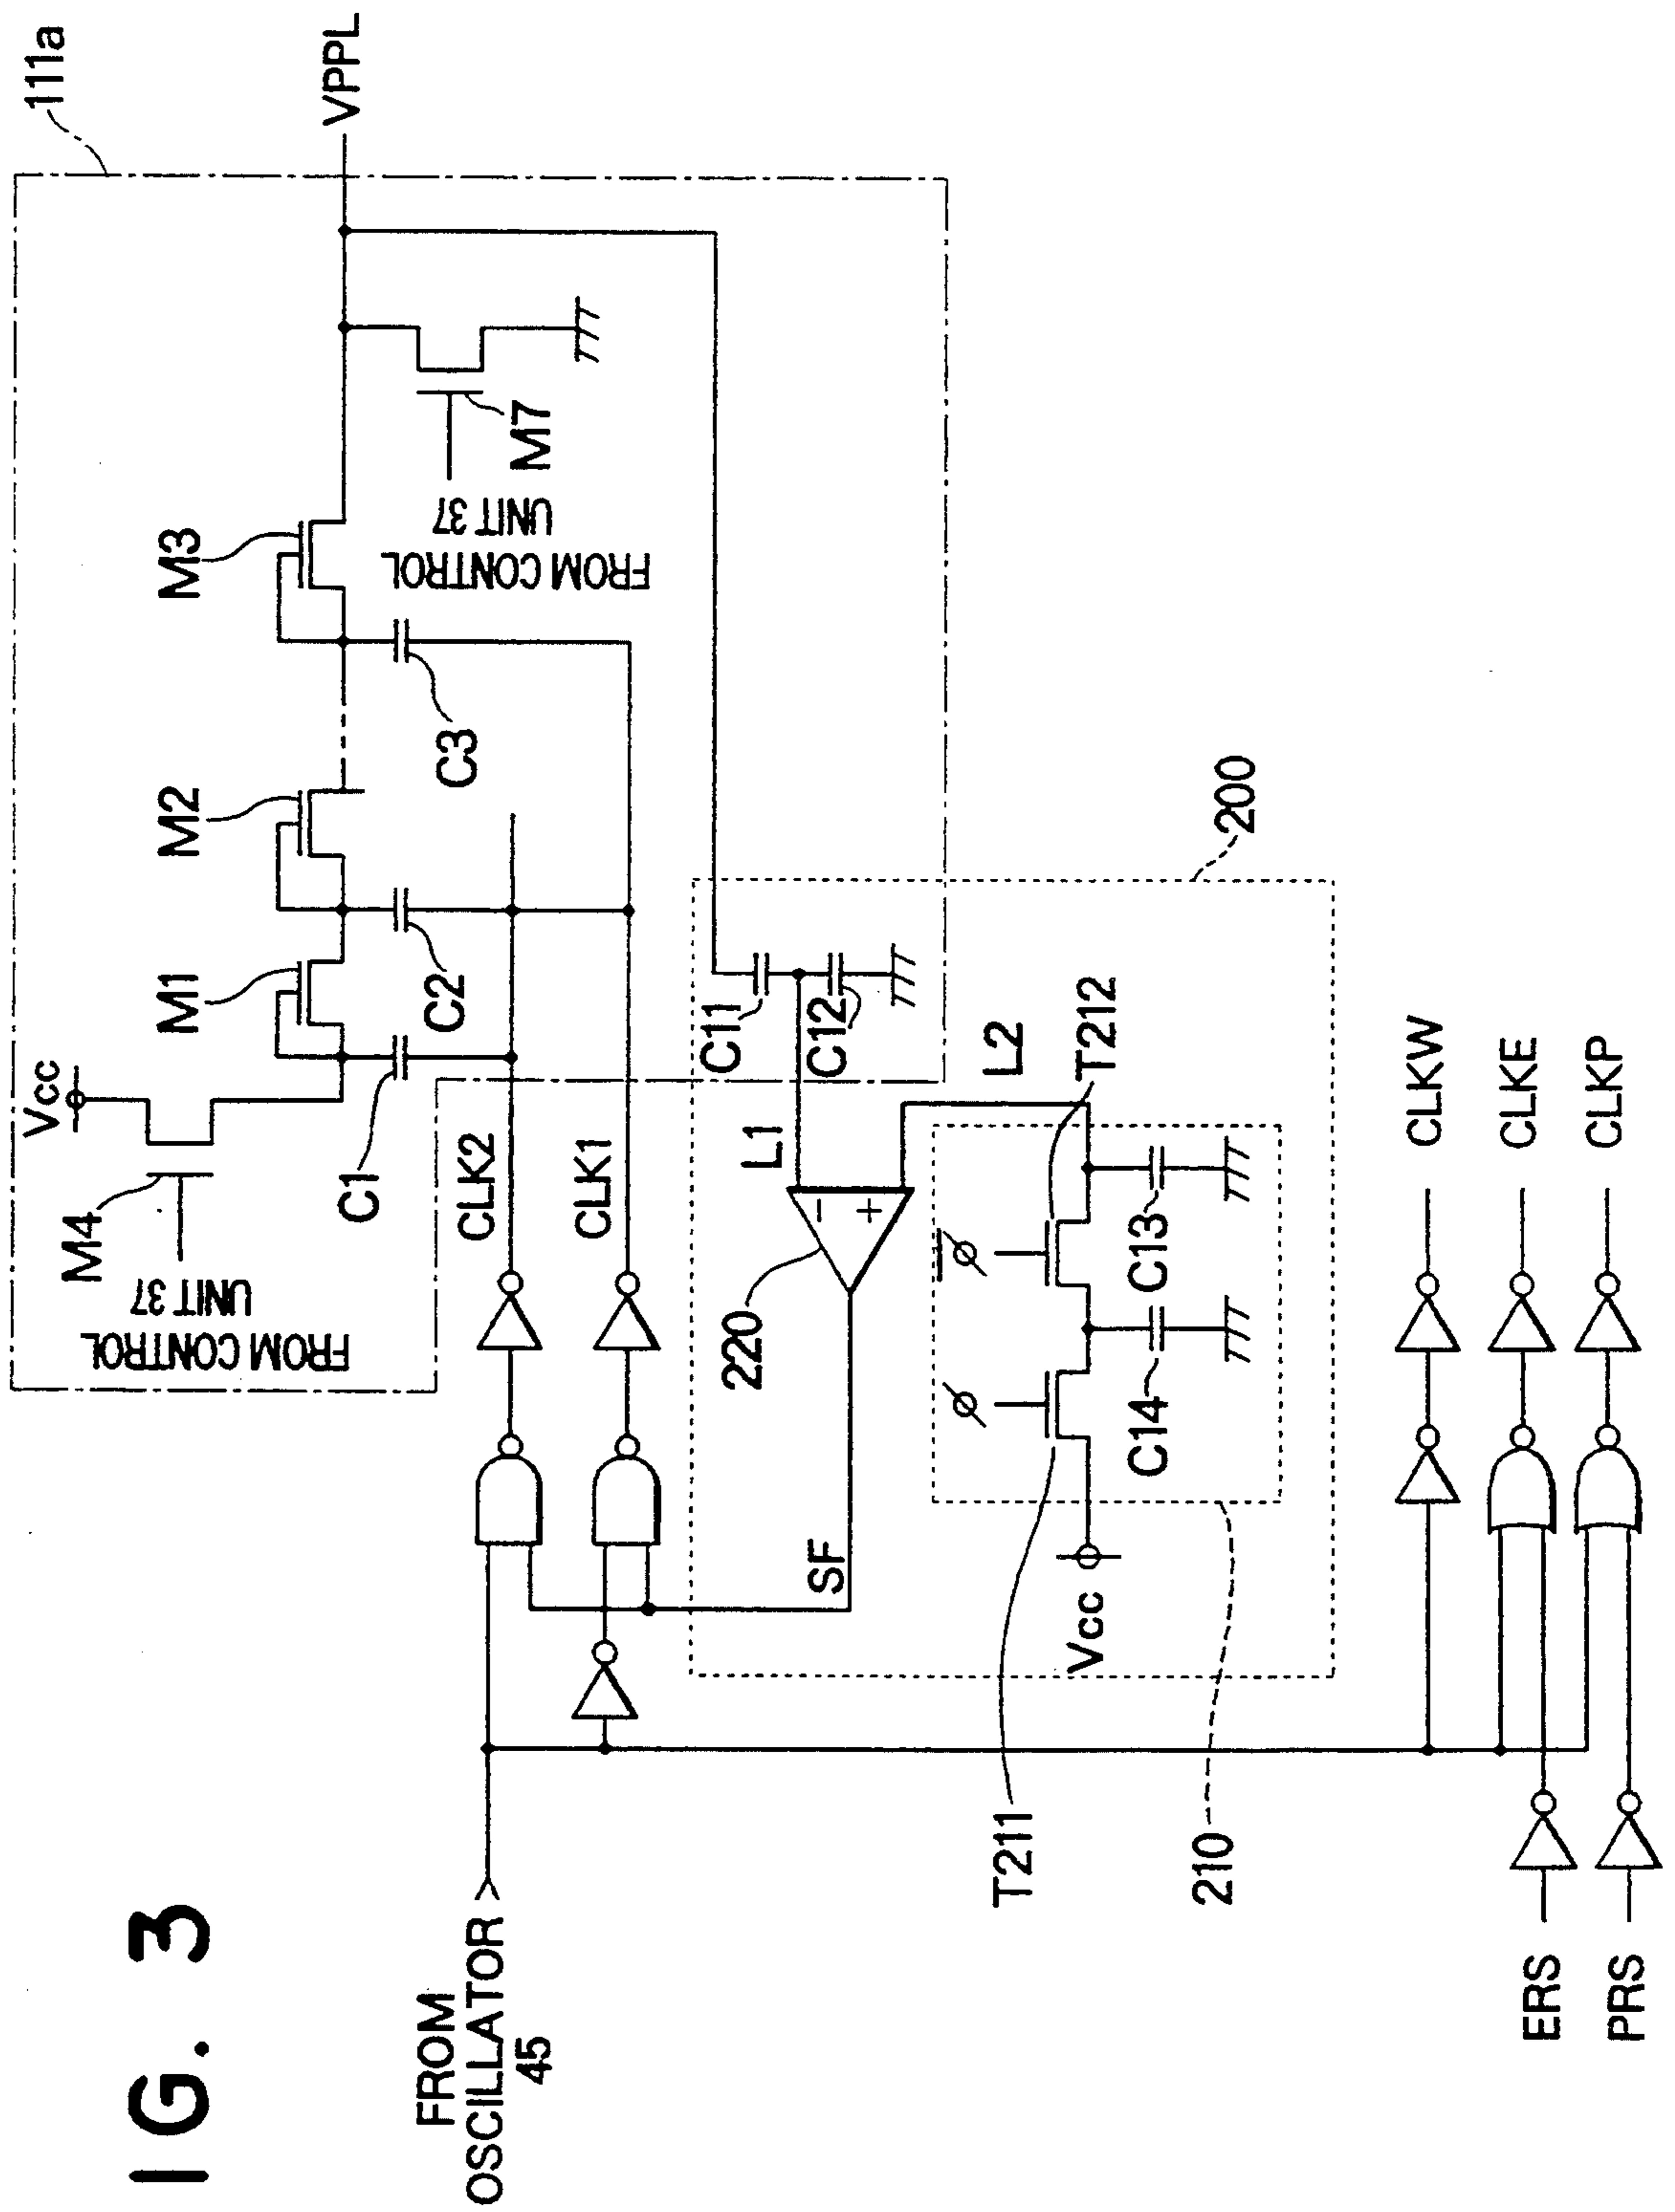 IG. 3
111a
VPPL
Vcc
M4
FROM CONTROL
UNIT 37
M1
M2
M3
C1
C2
C3
M7
FROM CONTROL
UNIT 37
CLK2
CLK1
FROM
OSCILLATOR
45
SF
220
−
+
L1
L2
C11
C12
200
Vcc
T211
T212
C14
C13
210
ERS
PRS
CLKW
CLKE
CLKP